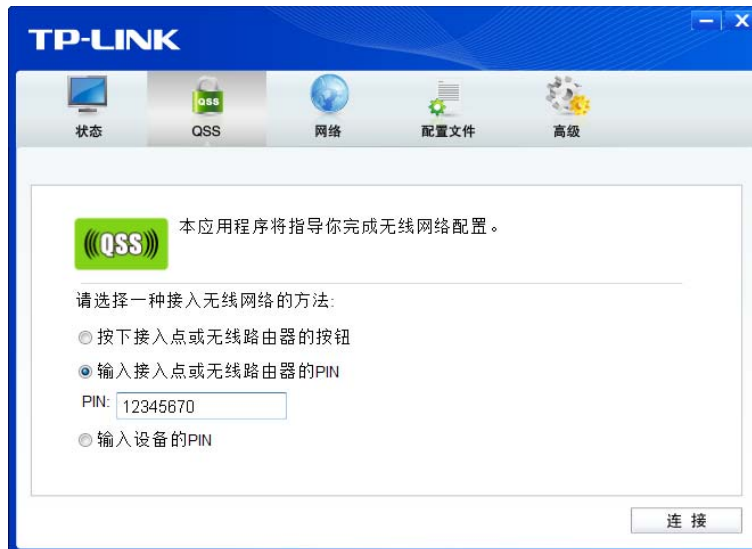 TP-LINK
QSS
状态
QSS
网络
配置文件
高级
QSS
本应用程序将指导你完成无线网络配置。
请选择一种接入无线网络的方法:
按下接入点或无线路由器的按钮
输入接入点或无线路由器的PIN
PIN: 12345670
输入设备的PIN
连 接